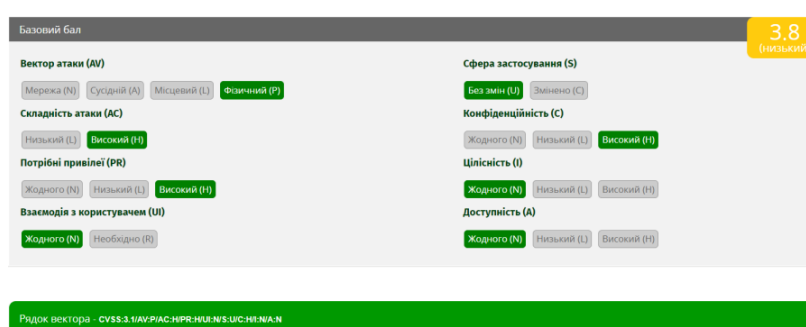 Базовий бал
3.8
(низький
Вектор атаки (AV)
Мережа (N) Сусідній (A) Місцевий (L) Фізичний (P)
Складність атаки (AC)
Низький (L) Високий (H)
Потрібні привілеї (PR)
Жодного (N) Низький (L) Високий (H)
Взаємодія з користувачем (UI)
Жодного (N) Необхідно (R)
Сфера застосування (S)
Без змін (U) Змінено (C)
Конфіденційність (C)
Жодного (N) Низький (L) Високий (H)
Цілісність (I)
Жодного (N) Низький (L) Високий (H)
Доступність (A)
Жодного (N) Низький (L) Високий (H)
Рядок вектора - CVSS:3.1/AV:P/AC:H/PR:H/UI:N/S:U/C:H/I:N/A:N